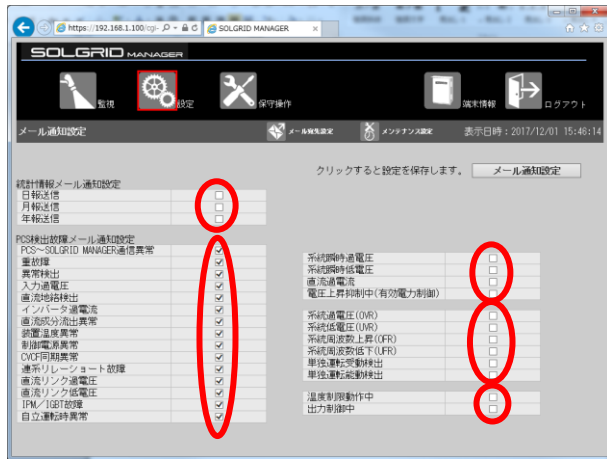 https://192.168.1.100/cgi-
SOLGRID MANAGER
SOLGRID MANAGER
監視
設定
保守操作
端末情報
ログアウト
メール通知設定
メール宛先設定
メンテナンス設定
表示日時：2017/12/01 15:46:14
クリックすると設定を保存します。
メール通知設定
統計情報メール通知設定
日報送信
月報送信
年報送信
PCS検出故障メール通知設定
PCS～SOLGRID MANAGER通信異常
重故障
異常検出
入力過電圧
直流地絡検出
インバータ過電流
直流成分流出異常
装置温度異常
制御電源異常
CVCF同期異常
連系リレーショート故障
直流リンク過電圧
直流リンク低電圧
IPM／IGBT故障
自立運転時異常
系統瞬時過電圧
系統瞬時低電圧
直流過電流
電圧上昇抑制中(有効電力制御)
系統過電圧(OVR)
系統低電圧(UVR)
系統周波数上昇(OFR)
系統周波数低下(UFR)
単独運転受動検出
単独運転能動検出
温度制限動作中
出力制御中